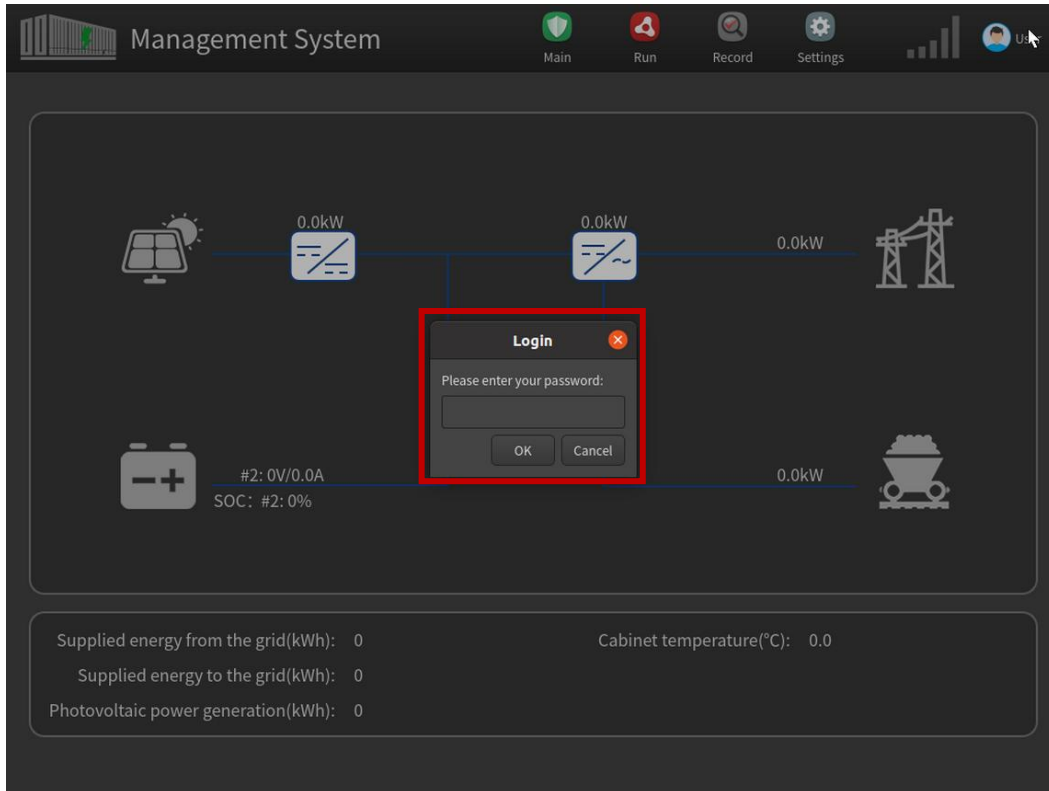 Management System
Main
Run
Record
Settings
0.0kW
0.0kW
0.0kW
Login
Please enter your password:
OK
Cancel
#2: 0V/0.0A
0.0kW
SOC: #2: 0%
Supplied energy from the grid(kWh): 0
Cabinet temperature(°C): 0.0
Supplied energy to the grid(kWh): 0
Photovoltaic power generation(kWh): 0